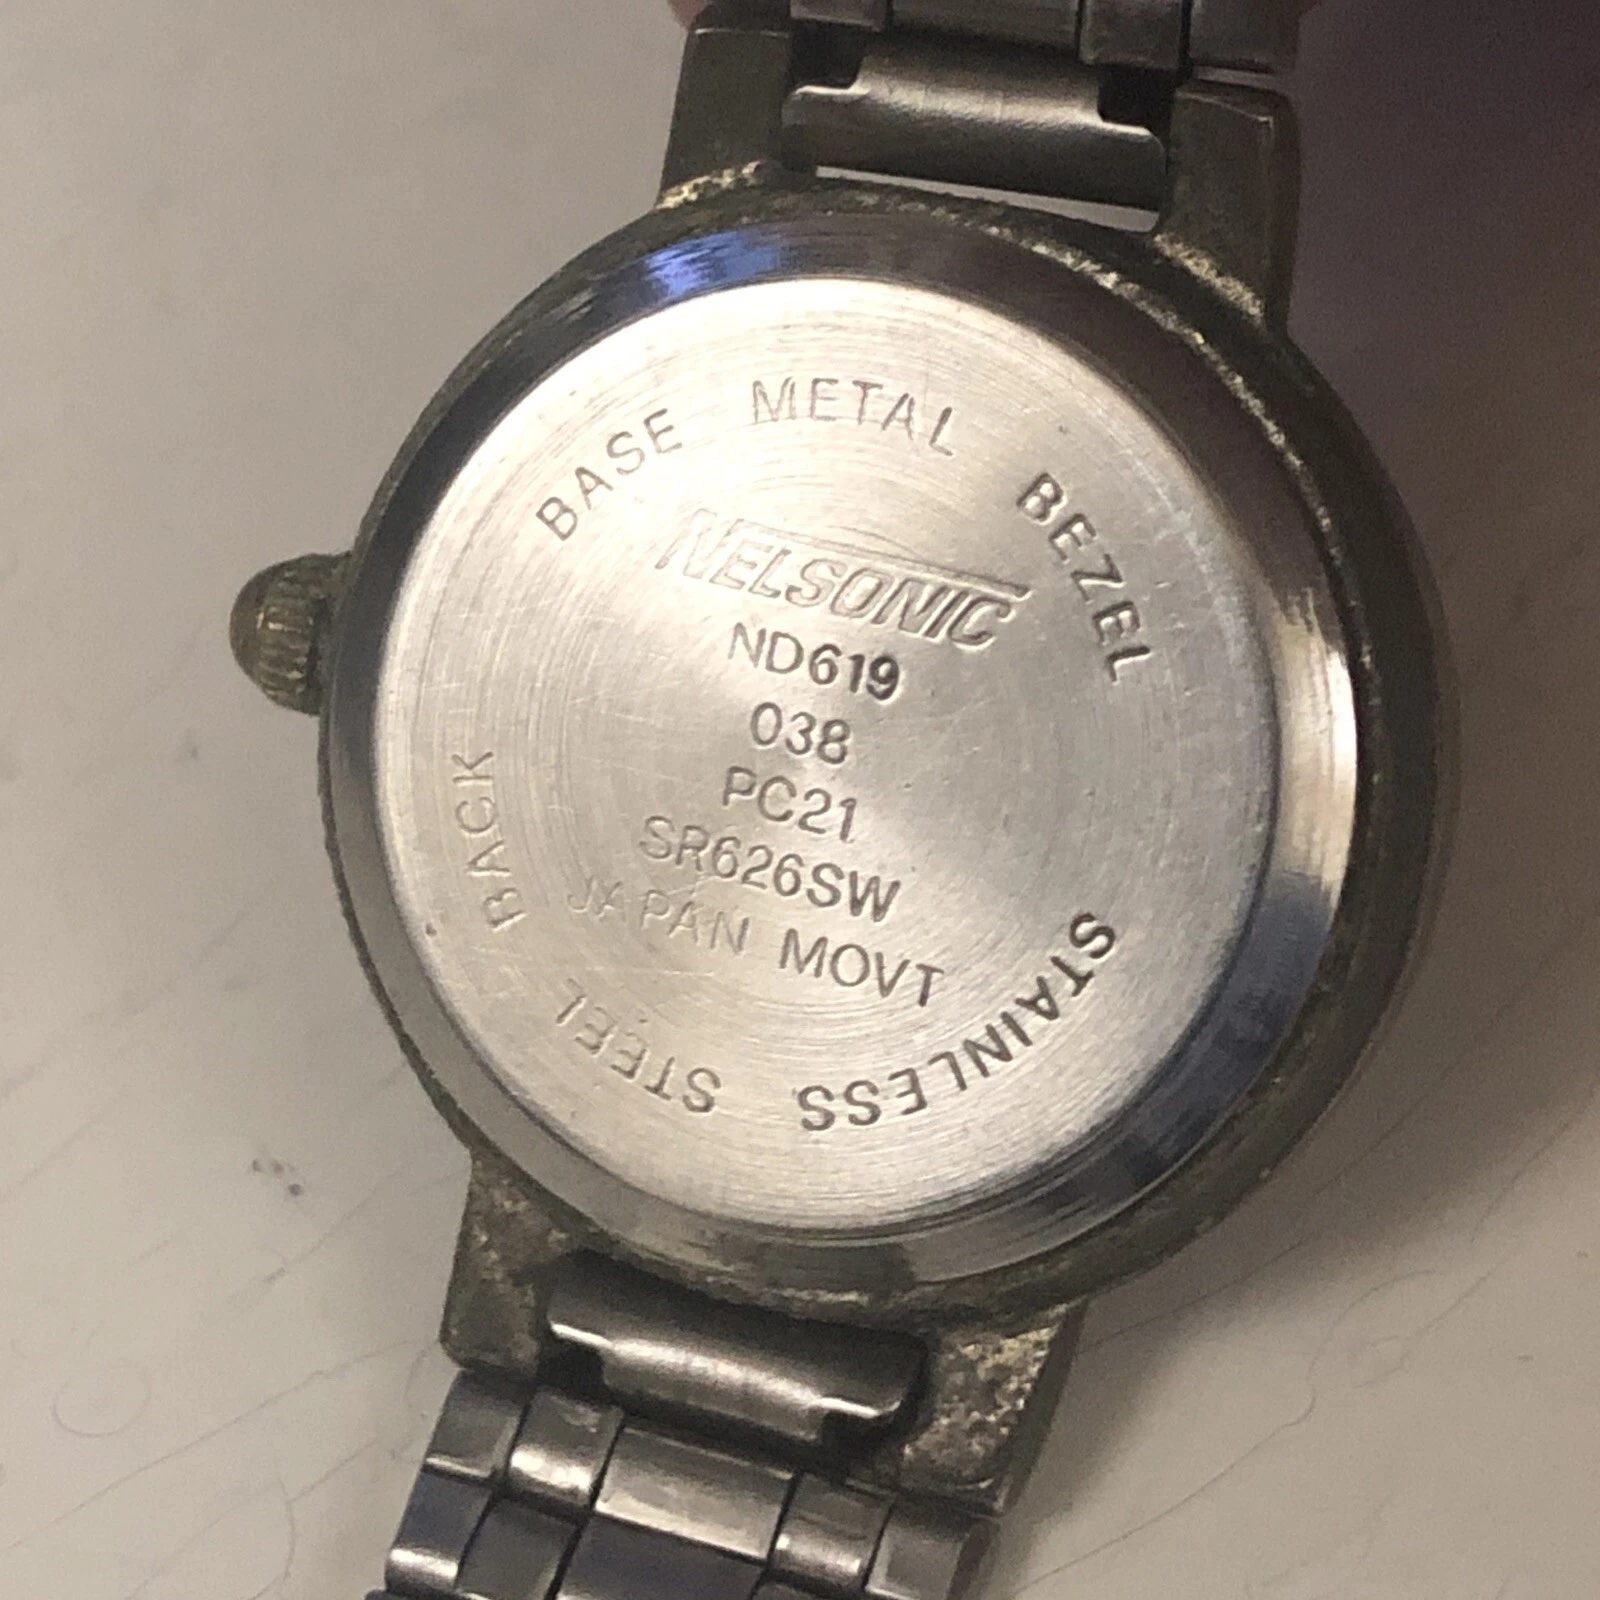 BASE METAL BEZEL
NELSONIC
ND619
038
PC21
SR626SW
JAPAN MOVT
STAINLESS STEEL BACK